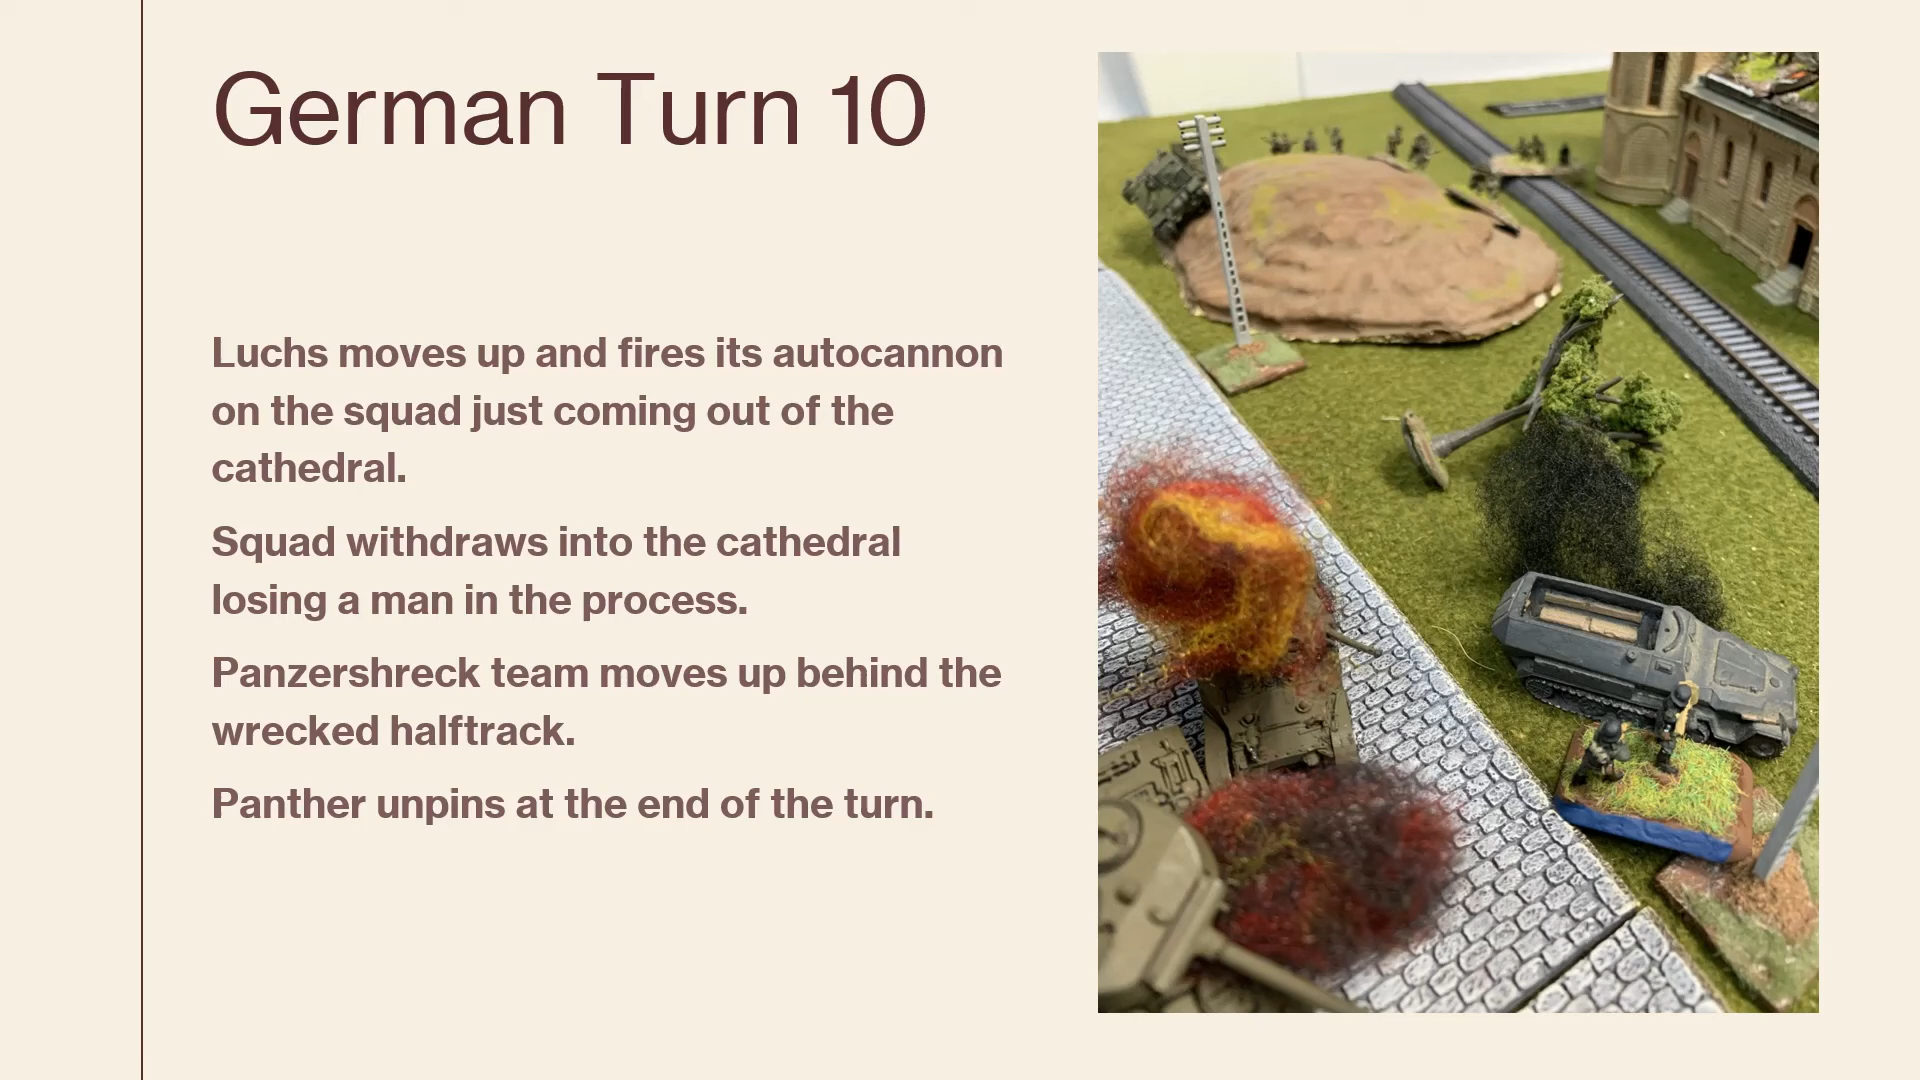 German Turn 10
Luchs moves up and fires its autocannon
on the squad just coming out of the
cathedral.
Squad withdraws into the cathedral
losing a man in the process.
Panzershreck team moves up behind the
wrecked halftrack.
Panther unpins at the end of the turn.